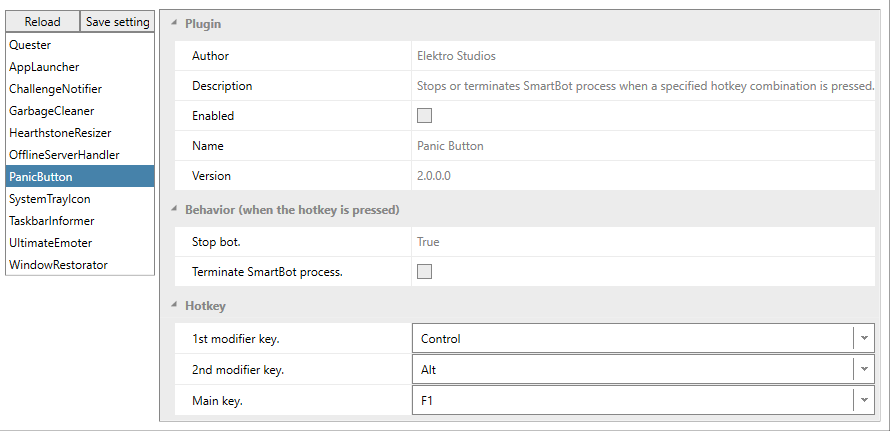 Reload Save setting
Quester
AppLauncher
ChallengeNotifier
GarbageCleaner
HearthstoneResizer
OfflineServerHandler
PanicButton
SystemTrayIcon
TaskbarInformer
UltimateEmoter
WindowRestorator
Plugin
Author Elektro Studios
Description Stops or terminates SmartBot process when a specified hotkey combination is pressed.
Enabled
Name Panic Button
Version 2.0.0.0
Behavior (when the hotkey is pressed)
Stop bot. True
Terminate SmartBot process.
Hotkey
1st modifier key. Control
2nd modifier key. Alt
Main key. F1